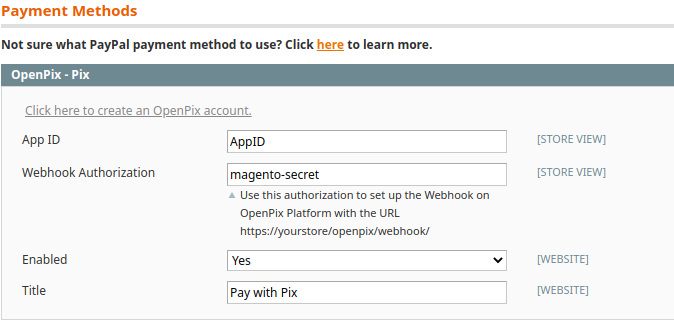 Payment Methods
Not sure what PayPal payment method to use? Click here to learn more.
OpenPix - Pix
Click here to create an OpenPix account.
App ID AppID [STORE VIEW]
Webhook Authorization magento-secret [STORE VIEW]
Use this authorization to set up the Webhook on
OpenPix Platform with the URL
https://yourstore/openpix/webhook/
Enabled Yes [WEBSITE]
Title Pay with Pix [WEBSITE]